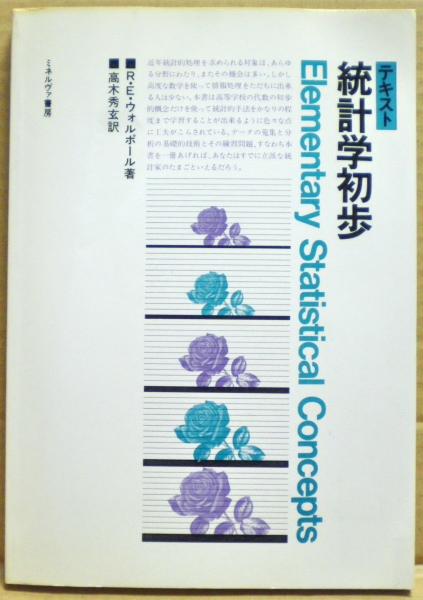 テキスト
統計学初歩
Elementary Statistical Concepts
近年統計的処理を求められる対象は、あらゆ
る分野にわたり、またその機会は多い。しかし
高度な数学を使って情報処理をただちに出来
る人は少ない。本書は高等学校の代数の初歩
的概念だけを使って統計的手法をかなりの程
度まで学習することが出来るように色々な点
に工夫がこらされている。データの蒐集と分
析の基礎的技術とその練習問題、すなわち本
書を一冊あげれば、あなたはすでに立派な統
計家のたまごといえるだろう。
R・E・ウォルポール著
高木秀玄訳
ミネルヴァ書房